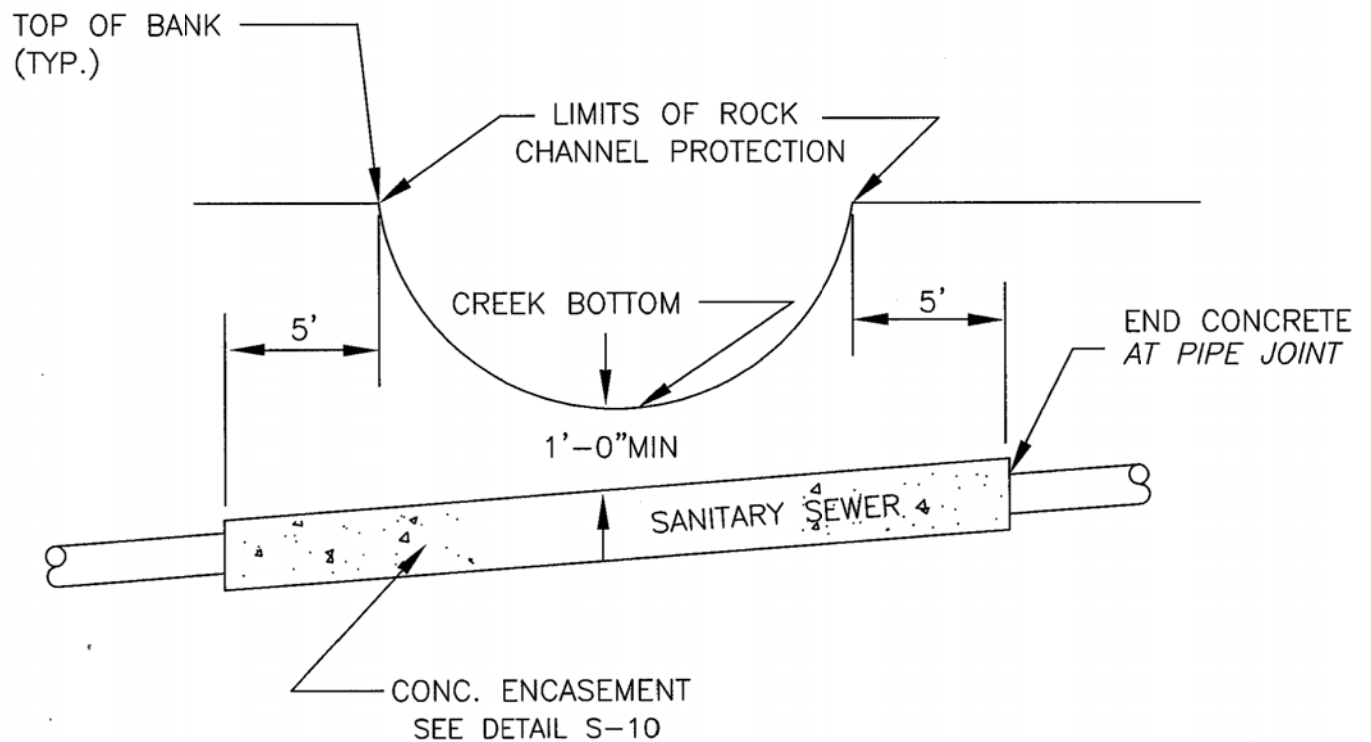 TOP OF BANK
(TYP.)
LIMITS OF ROCK
CHANNEL PROTECTION
CREEK BOTTOM
5'
5'
END CONCRETE
AT PIPE JOINT
1'-0"MIN
SANITARY SEWER
CONC. ENCASEMENT
SEE DETAIL S-10